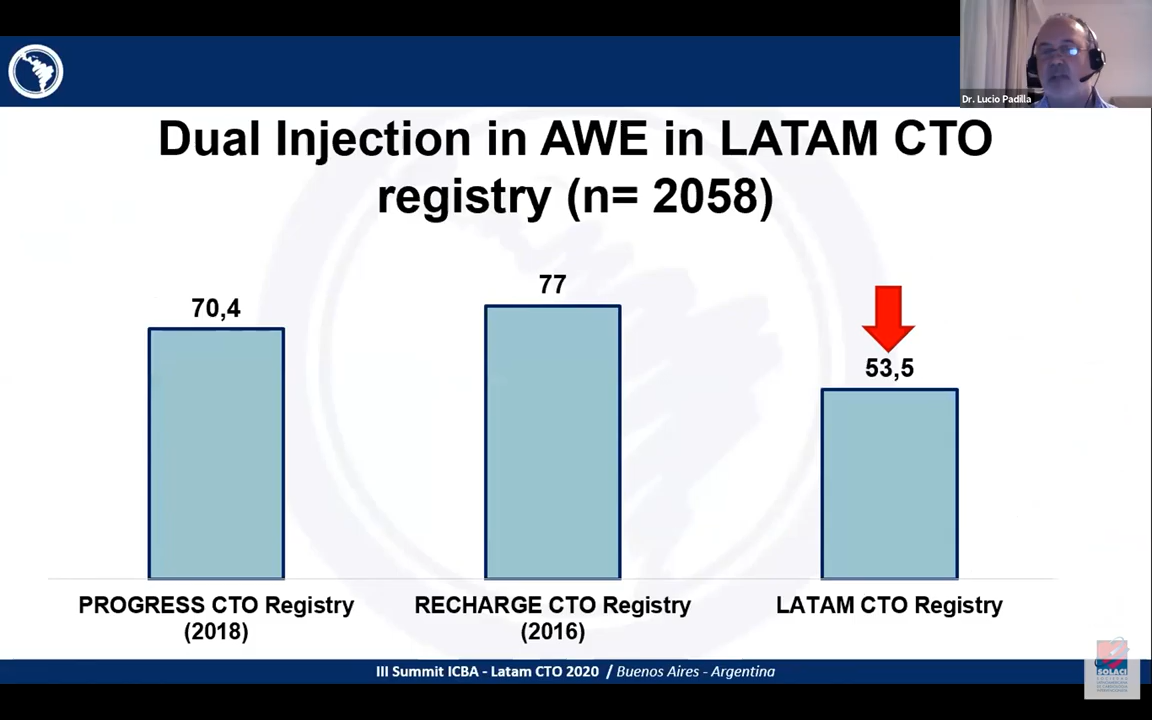 Dr. Lucio Padilla
Dual Injection in AWE in LATAM CTO
registry (n= 2058)
70,4
77
53,5
PROGRESS CTO Registry
(2018)
RECHARGE CTO Registry
(2016)
LATAM CTO Registry
III Summit ICBA - Latam CTO 2020 / Buenos Aires - Argentina
SOLACI